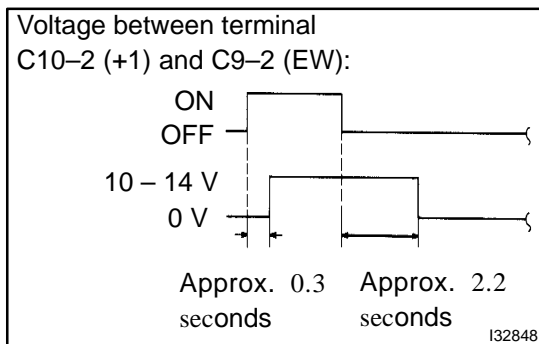 Voltage between terminal
C10–2 (+1) and C9–2 (EW):
ON
OFF
10 – 14 V
0 V
Approx. 0.3 Approx. 2.2
seconds seconds
I32848